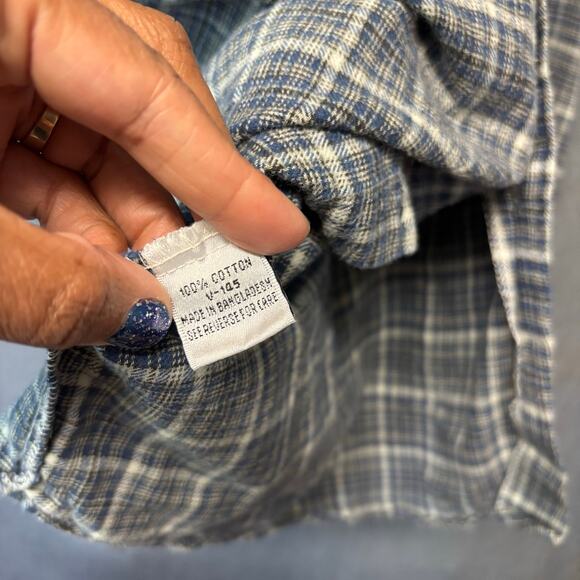 100% COTTON
V-145
MADE IN BANGLADESH
SEE REVERSE FOR CARE